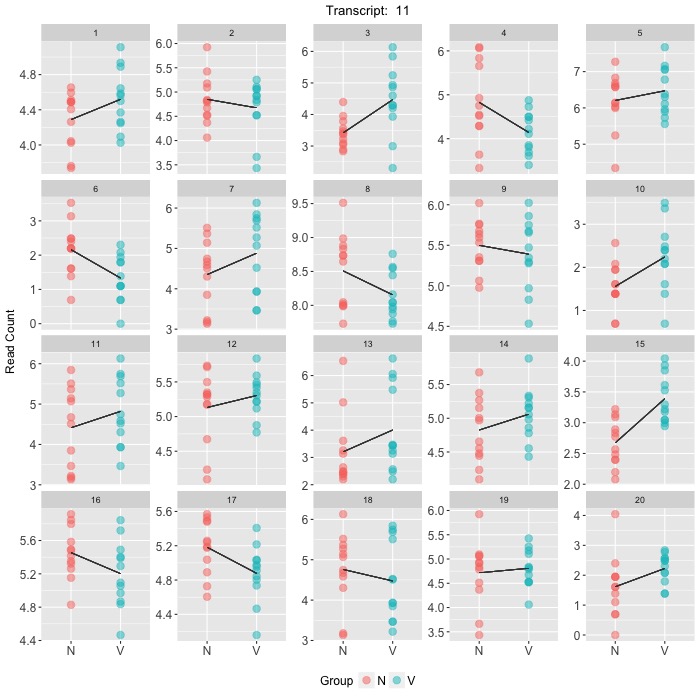 Transcript: 11
1 2 3 4 5
4.8 4.4 4.0
6.0 5.5 5.0 4.5 4.0 3.5
6 5 4 3
6 5 4
7 6 5
6 7 8 9 10
3 2 1 0
6 5 4 3
9.5 9.0 8.5 8.0
6.0 5.5 5.0 4.5
3 2 1
Read Count
11 12 13 14 15
6 5 4 3
5.5 5.0 4.5
6 5 4 3 2
5.5 5.0 4.5
4.0 3.5 3.0 2.5 2.0
16 17 18 19 20
5.6 5.2 4.8 4.4
5.6 5.2 4.8 4.4
6 5 4 3
6.0 5.5 5.0 4.5 4.0 3.5
4 3 2 1 0
N V N V N V N V N V
Group N V